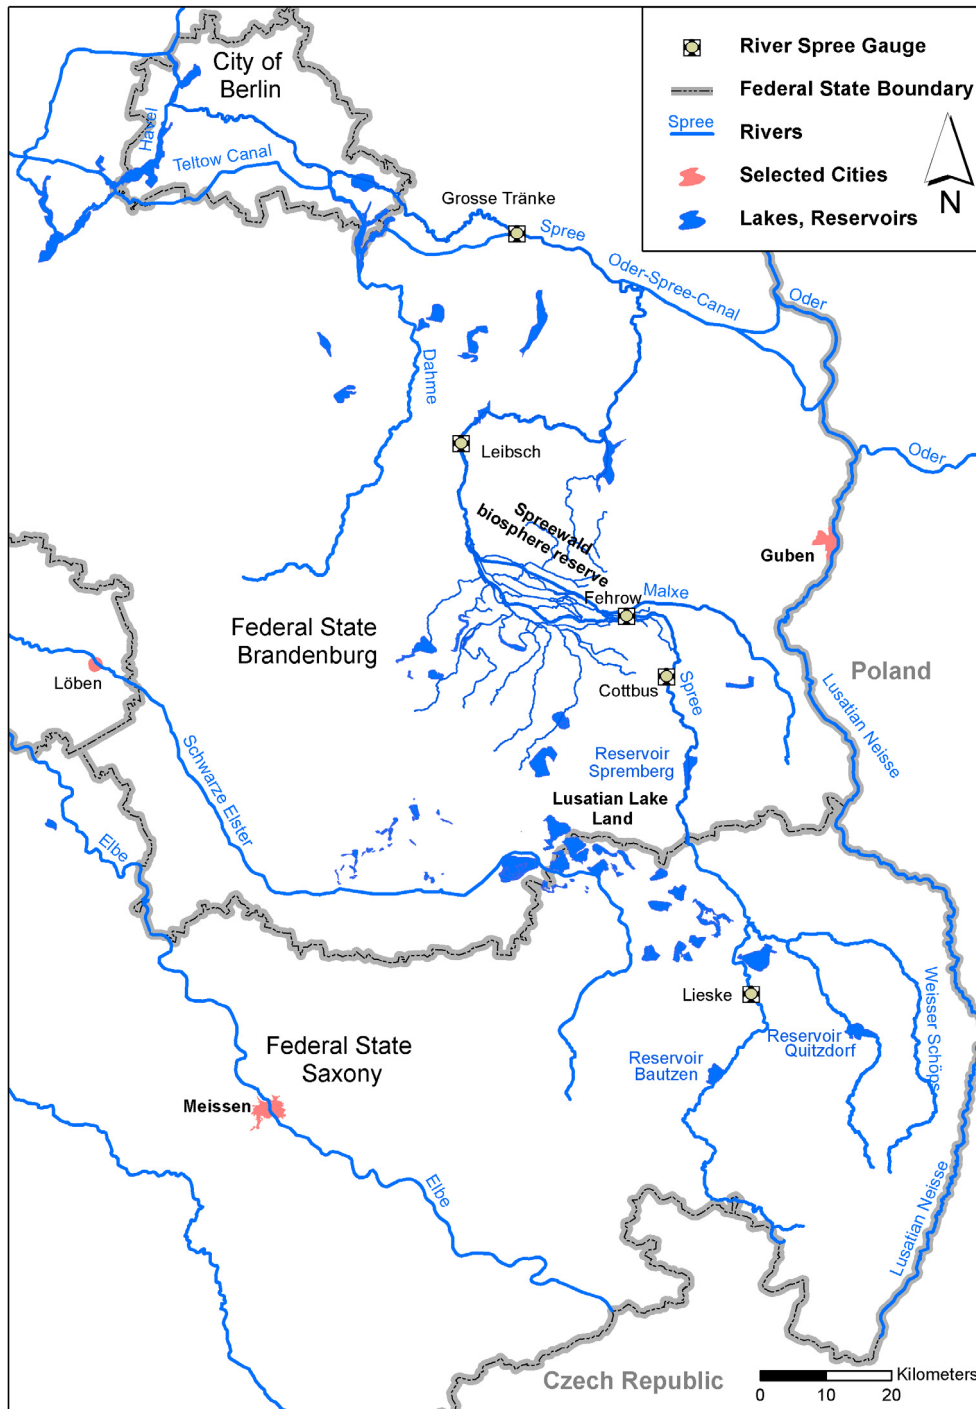 City of
Berlin
River Spree Gauge
Federal State Boundary
Spree
Rivers
Selected Cities
Lakes, Reservoirs
N
Havel
Teltow Canal
Grosse Tränke
Spree
Oder-Spree-Canal
Oder
Dahme
Leibsch
Oder
Spreewald
biosphere reserve
Guben
Fehrow
Malxe
Federal State
Brandenburg
Löben
Cottbus
Spree
Poland
Lusatian Neisse
Schwarze Elster
Reservoir
Spremberg
Lusatian Lake
Land
Elbe
Lieske
Weisser Schöps
Reservoir
Quitzdorf
Federal State
Saxony
Reservoir
Bautzen
Meissen
Elbe
Lusatian Neisse
Czech Republic
Kilometers
0 10 20